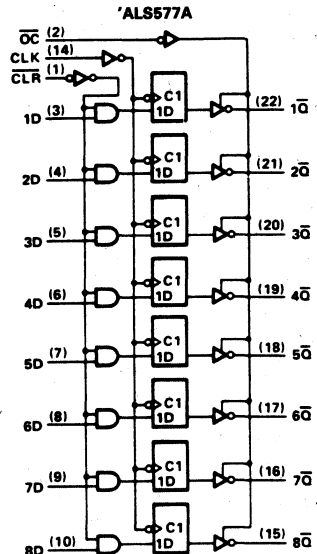 'ALS577A
O̅C̅ (2)
CLK (14)
C̅L̅R̅ (1)
C1
1D (3) 1D (22) 1Q̅
C1
2D (4) 1D (21) 2Q̅
C1
3D (5) 1D (20) 3Q̅
C1
4D (6) 1D (19) 4Q̅
C1
5D (7) 1D (18) 5Q̅
C1
6D (8) 1D (17) 6Q̅
C1
7D (9) 1D (16) 7Q̅
C1
8D (10) 1D (15) 8Q̅